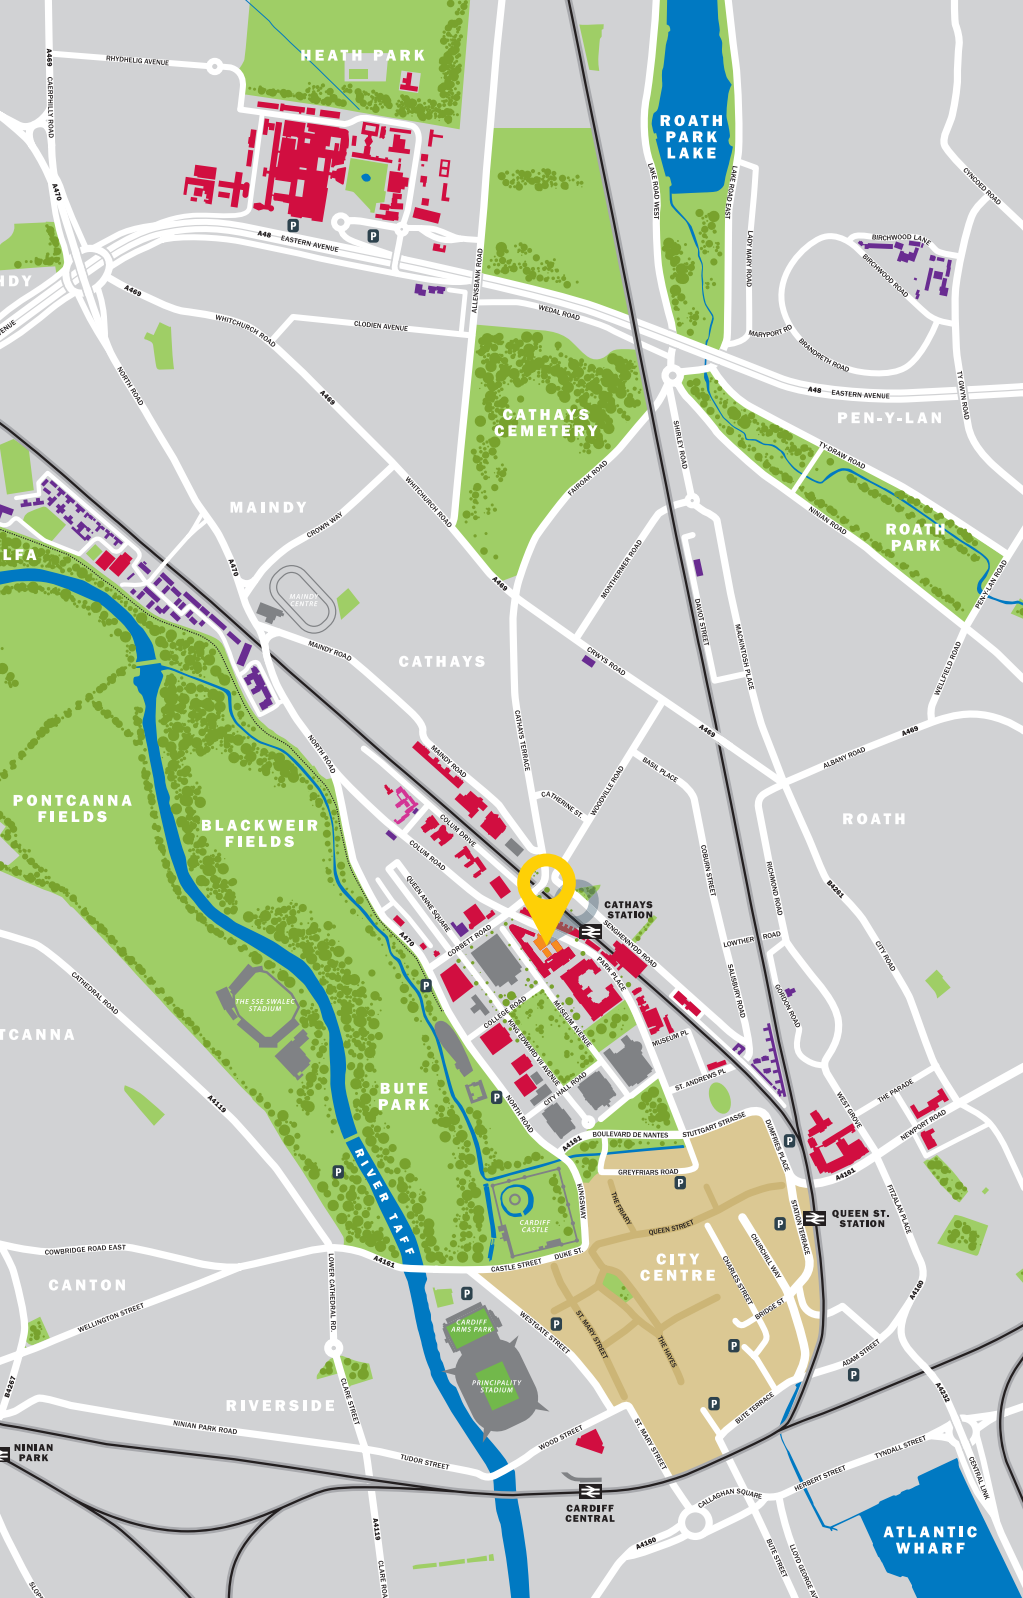 HEATH PARK
RHYDHELIG AVENUE
A469
CAERPHILLY ROAD
A470
P
P
A48
EASTERN AVENUE
ALLENSBANK ROAD
ROATH
PARK
LAKE
LAKE ROAD WEST
LAKE ROAD EAST
LADY MARY ROAD
CYNCOED ROAD
BIRCHWOOD LANE
BIRCHWOOD ROAD
MARYPORT RD
BRANDRETH ROAD
A48
EASTERN AVENUE
TY GWYN ROAD
PEN-Y-LAN
A469
WHITCHURCH ROAD
CLODIEN AVENUE
WEDAL ROAD
NORTH ROAD
A469
CATHAYS
CEMETERY
SHIRLEY ROAD
FAIROAK ROAD
TY-DRAW ROAD
NINIAN ROAD
ROATH
PARK
PEN-Y-LAN ROAD
WELLFIELD ROAD
MAINDY
CROWN WAY
WHITCHURCH ROAD
A470
A469
MONTHERMER ROAD
MAINDY
CENTRE
MAINDY ROAD
CATHAYS
CRWYS ROAD
DAVIOT STREET
MACKINTOSH PLACE
A469
A469
ALBANY ROAD
LFA
NORTH ROAD
CATHAYS TERRACE
MAINDY ROAD
BASIL PLACE
WOODVILLE ROAD
CATHERINE ST.
PONTCANNA
FIELDS
BLACKWEIR
FIELDS
COLUM DRIVE
COLUM ROAD
ROATH
COBURN STREET
RICHMOND ROAD
B4261
CITY ROAD
QUEEN ANNE SQUARE
CORBETT ROAD
A470
CATHAYS
STATION
SENGHENNYDD ROAD
PARK PLACE
LOWTHER ROAD
SALISBURY ROAD
GORDON ROAD
P
COLLEGE ROAD
MUSEUM AVENUE
KING EDWARD VII AVENUE
MUSEUM PL
CITY HALL ROAD
ST. ANDREWS PL
CATHEDRAL ROAD
TCANNA
THE SSE SWALEC
STADIUM
A4119
BUTE
PARK
P
NORTH ROAD
WEST GROVE
THE PARADE
NEWPORT ROAD
A4161
BOULEVARD DE NANTES
STUTTGART STRASSE
DUMFRIES PLACE
P
A4161
P
RIVER TAFF
GREYFRIARS ROAD
P
KINGSWAY
THE FRIARY
QUEEN STREET
STATION TERRACE
QUEEN ST.
STATION
FITZALAN PLACE
P
CARDIFF
CASTLE
CASTLE STREET
DUKE ST.
CITY
CENTRE
CHURCHILL WAY
CHARLES STREET
BRIDGE ST
COWBRIDGE ROAD EAST
A4161
CANTON
WELLINGTON STREET
LOWER CATHEDRAL RD.
P
CARDIFF
ARMS PARK
WESTGATE STREET
P
ST. MARY STREET
THE HAYES
P
ADAM STREET
P
A4160
B4267
PRINCIPALITY
STADIUM
CLARE STREET
RIVERSIDE
P
BUTE TERRACE
A4232
NINIAN PARK ROAD
TUDOR STREET
WOOD STREET
ST. MARY STREET
TYNDALL STREET
CENTRAL LINK
NINIAN
PARK
HERBERT STREET
CALLAGHAN SQUARE
CARDIFF
CENTRAL
A4119
CLARE ROA
A4160
BUTE STREET
LLOYD GEORGE AV
ATLANTIC
WHARF
SLOP
NDY
ENUE